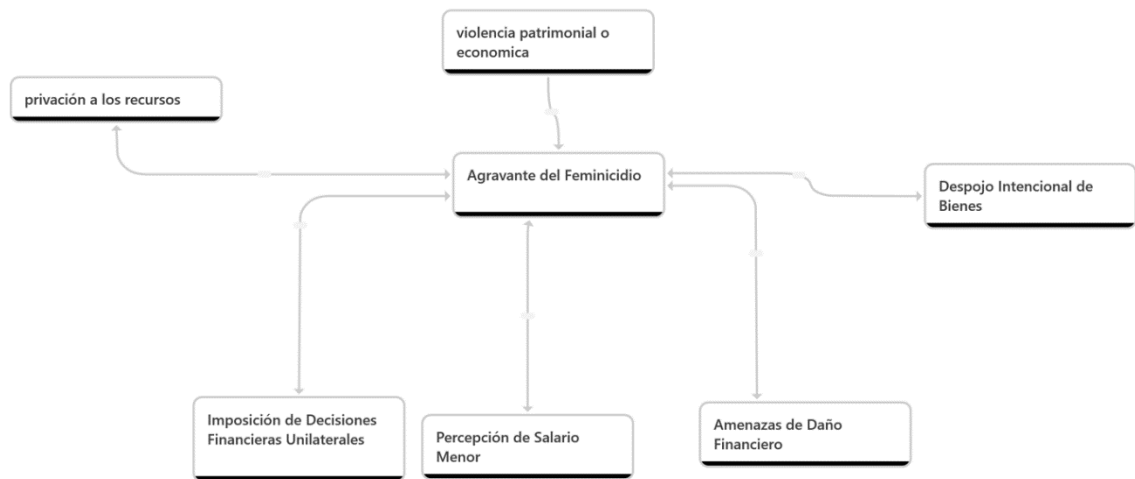 violencia patrimonial o
economica
privación a los recursos
Agravante del Feminicidio
Despojo Intencional de
Bienes
Imposición de Decisiones
Financieras Unilaterales
Percepción de Salario
Menor
Amenazas de Daño
Financiero